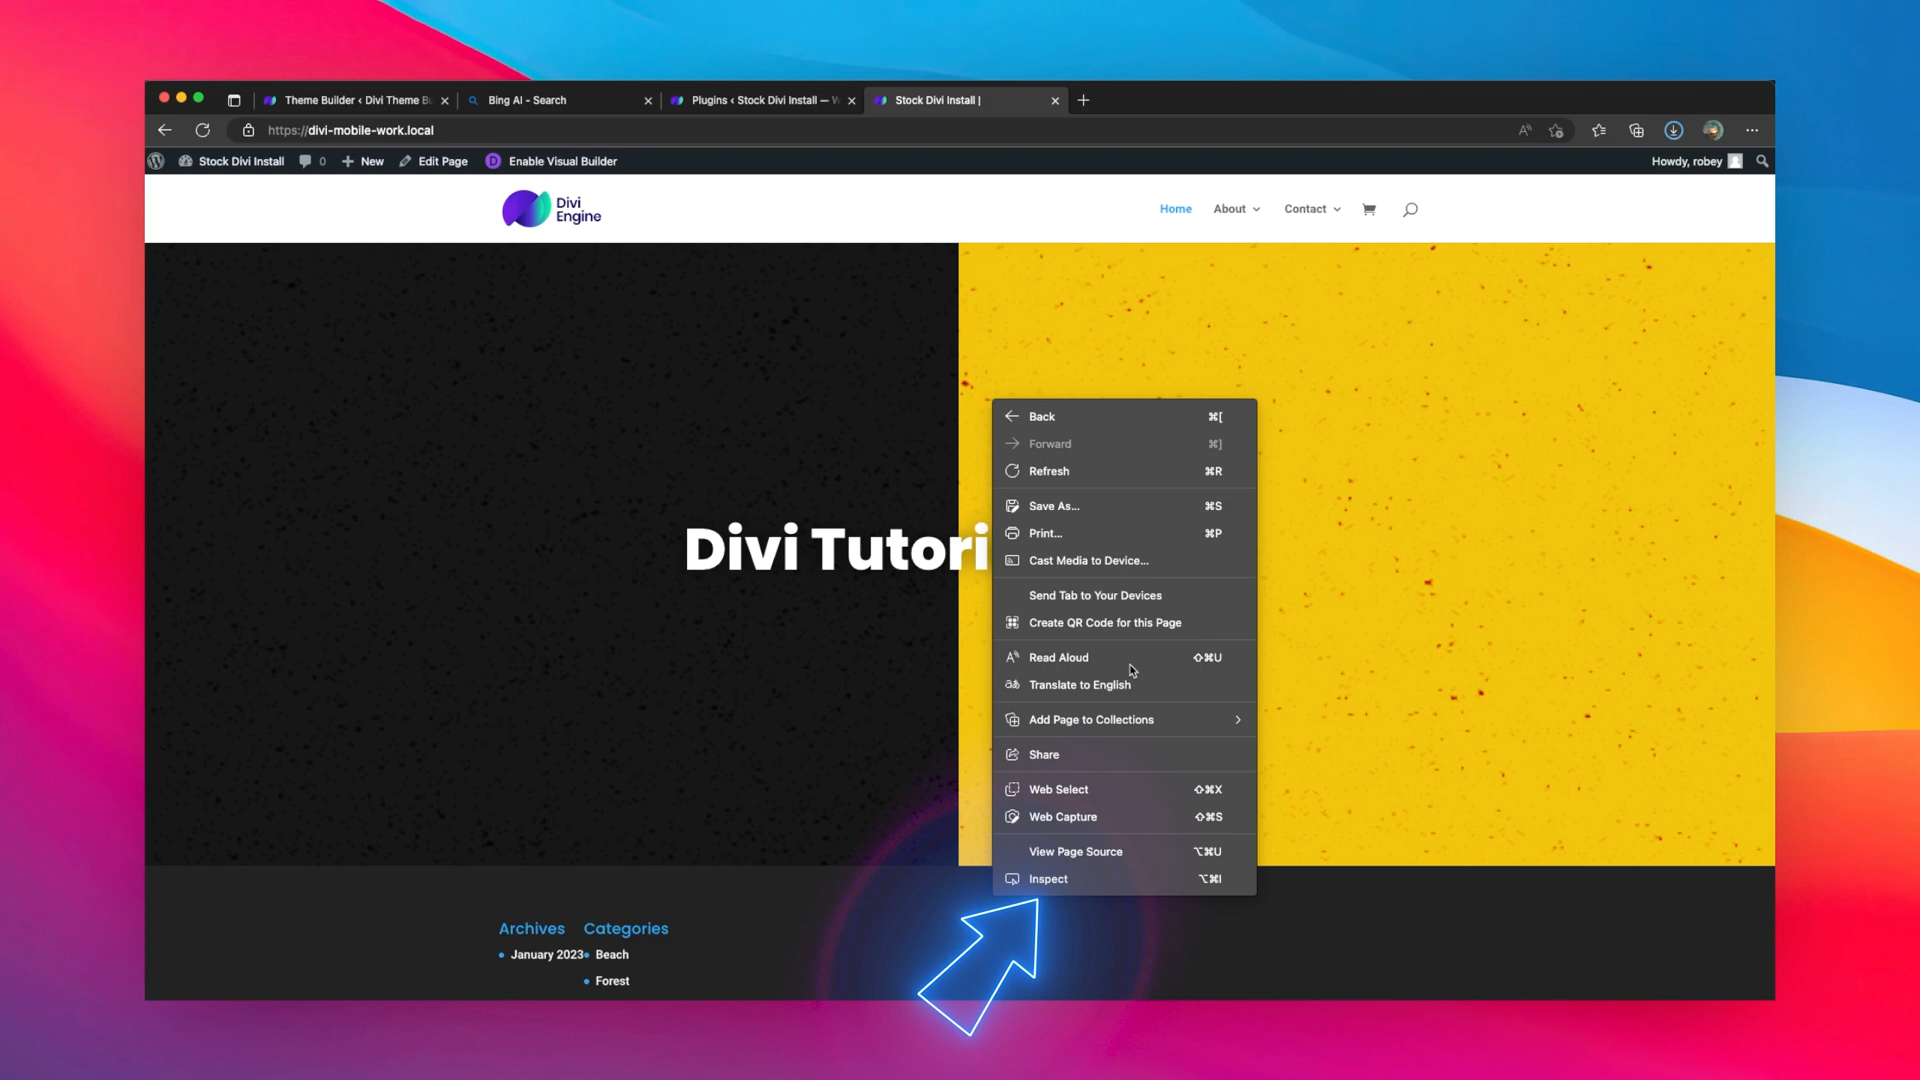 Theme Builder ‹ Divi Theme B
Bing AI - Search
Plugins ‹ Stock Divi Install —
Stock Divi Install |
https://divi-mobile-work.local
Stock Divi Install
0
New
Edit Page
D
Enable Visual Builder
Howdy, robey
Divi
Engine
Home
About
Contact
Divi Tutori
Back ⌘[
Forward ⌘]
Refresh ⌘R
Save As... ⌘S
Print... ⌘P
Cast Media to Device...
Send Tab to Your Devices
Create QR Code for this Page
Read Aloud ⇧⌘U
Translate to English
Add Page to Collections
Share
Web Select ⇧⌘X
Web Capture ⇧⌘S
View Page Source ⌥⌘U
Inspect ⌥⌘I
Archives
January 2023
Categories
Beach
Forest